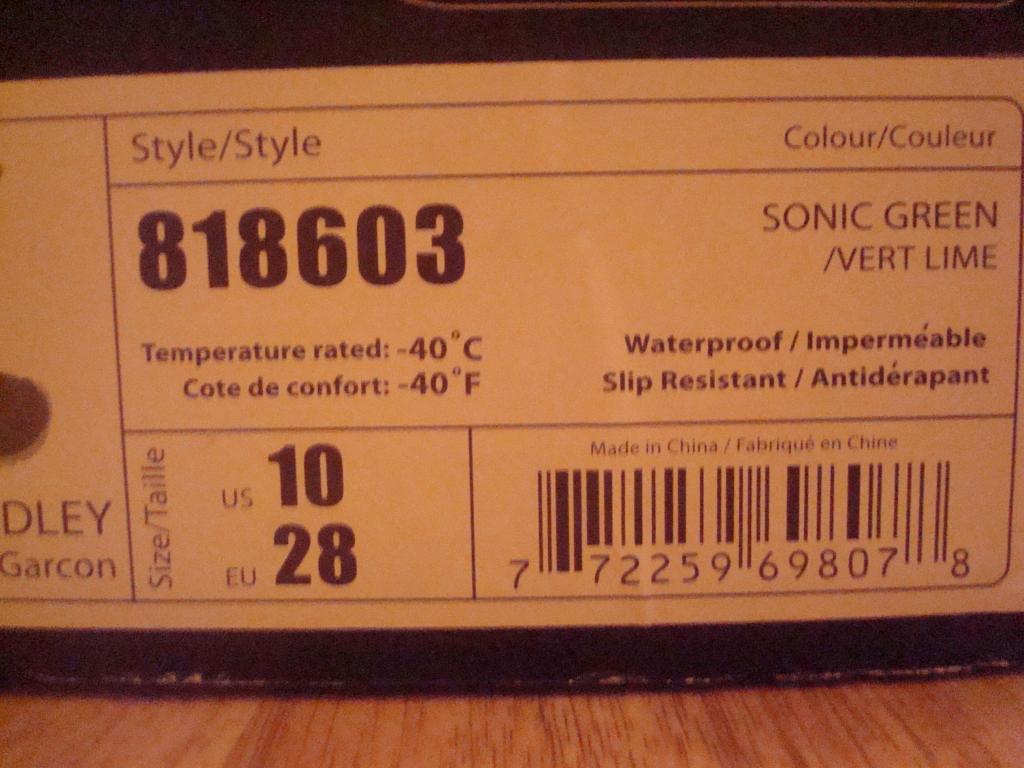 Style/Style
Colour/Couleur
818603
SONIC GREEN
/VERT LIME
Temperature rated: -40°C
Cote de confort: -40°F
Waterproof / Imperméable
Slip Resistant / Antidérapant
DLEY
Garcon
Size/Taille
US 10
EU 28
Made in China / Fabriqué en Chine
7 72259 69807 8